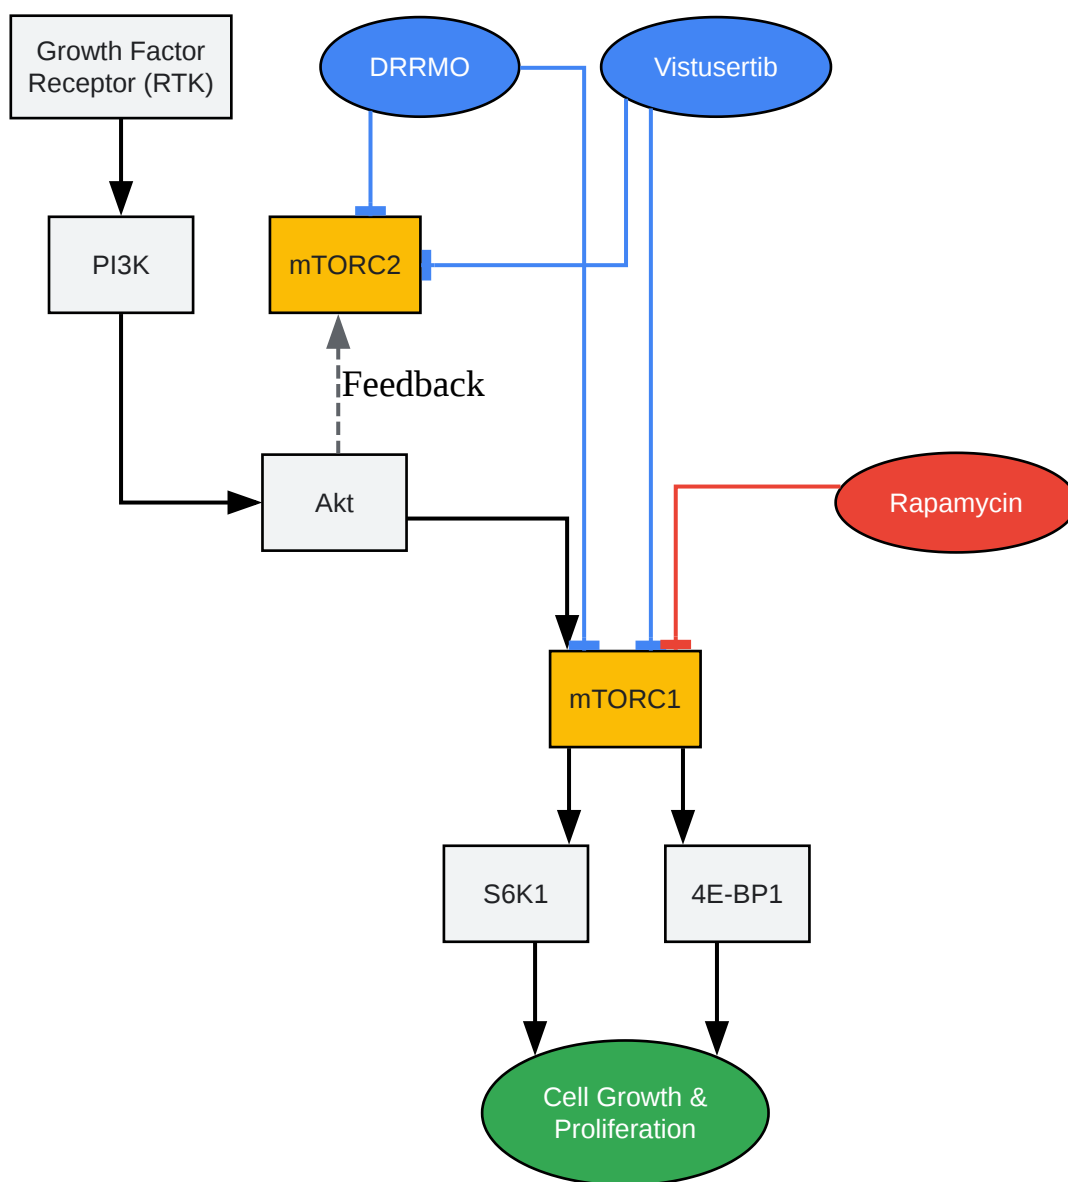 Growth Factor
Receptor (RTK)
DRRMO
Vistusertib
PI3K
mTORC2
Feedback
Akt
Rapamycin
mTORC1
S6K1
4E-BP1
Cell Growth &
Proliferation